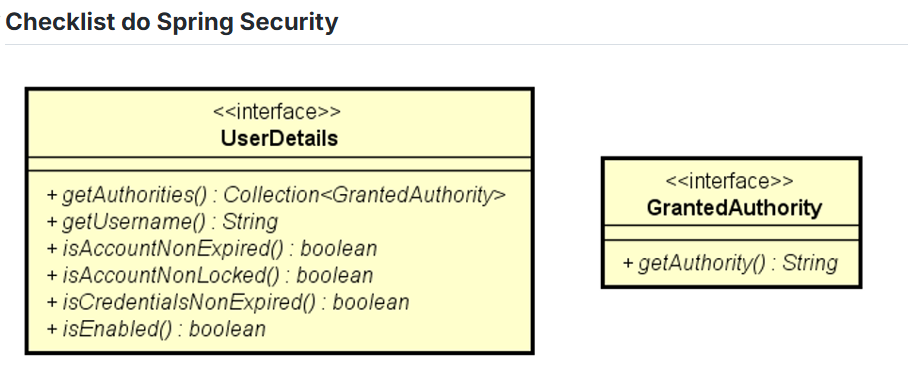 Checklist do Spring Security
<<interface>>
UserDetails
+ getAuthorities() : Collection<GrantedAuthority>
+ getUsername() : String
+ isAccountNonExpired() : boolean
+ isAccountNonLocked() : boolean
+ isCredentialsNonExpired() : boolean
+ isEnabled() : boolean
<<interface>>
GrantedAuthority
+ getAuthority() : String